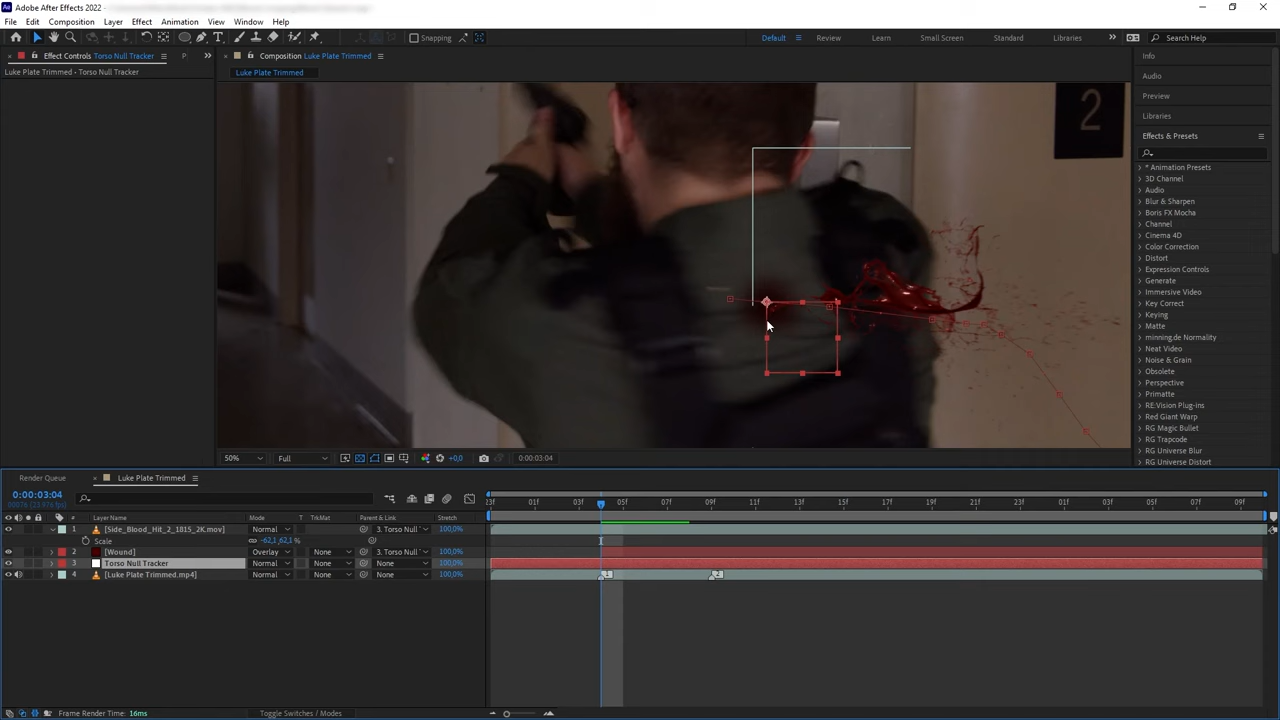 Adobe After Effects 2022 -
File Edit Composition Layer Effect Animation View Window Help
Snapping
Default Review Learn Small Screen Standard Libraries Search Help
Effect Controls Torso Null Tracker P
Luke Plate Trimmed • Torso Null Tracker
Composition Luke Plate Trimmed
Luke Plate Trimmed
2
50% Full +0,0 0:00:03:04
Info
Audio
Preview
Libraries
Effects & Presets
* Animation Presets
3D Channel
Audio
Blur & Sharpen
Boris FX Mocha
Channel
Cinema 4D
Color Correction
Distort
Expression Controls
Generate
Immersive Video
Key Correct
Keying
Matte
minning.de Normality
Neat Video
Noise & Grain
Obsolete
Perspective
Primatte
RE:Vision Plug-ins
Red Giant Warp
RG Magic Bullet
RG Trapcode
RG Universe Blur
RG Universe Distort
Render Queue Luke Plate Trimmed
0:00:03:04
# Layer Name Mode T TrkMat Parent & Link Stretch
23f 01f 03f 05f 07f 09f 11f 13f 15f 17f 19f 21f 23f 01f 03f 05f 07f 09f
1 [Side_Blood_Hit_2_1815_2K.mov] Normal 3. Torso Null 100,0%
Scale -62,1,62,1%
2 [Wound] Overlay None 3. Torso Null 100,0%
3 Torso Null Tracker Normal None None 100,0%
4 [Luke Plate Trimmed.mp4] Normal None None 100,0%
1 2
Frame Render Time: 16ms Toggle Switches / Modes